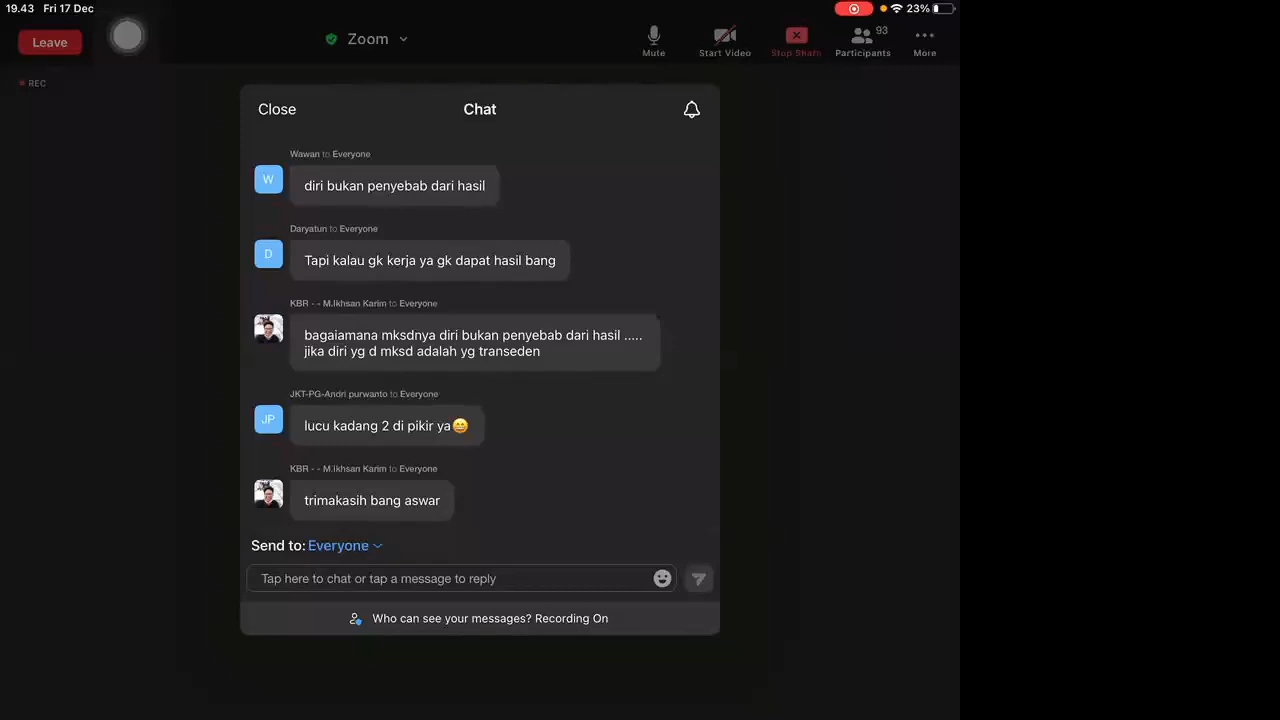 19.43 Fri 17 Dec
23%
Leave
Zoom
Mute
Start Video
Stop Share
Participants
93
More
REC
Close
Chat
Wawan to Everyone
W
diri bukan penyebab dari hasil
Daryatun to Everyone
D
Tapi kalau gk kerja ya gk dapat hasil bang
KBR - - M.Ikhsan Karim to Everyone
bagaiamana mksdnya diri bukan penyebab dari hasil .....
jika diri yg d mksd adalah yg transeden
JKT-PG-Andri purwanto to Everyone
JP
lucu kadang 2 di pikir ya😄
KBR - - M.Ikhsan Karim to Everyone
trimakasih bang aswar
Send to: Everyone
Tap here to chat or tap a message to reply
Who can see your messages? Recording On